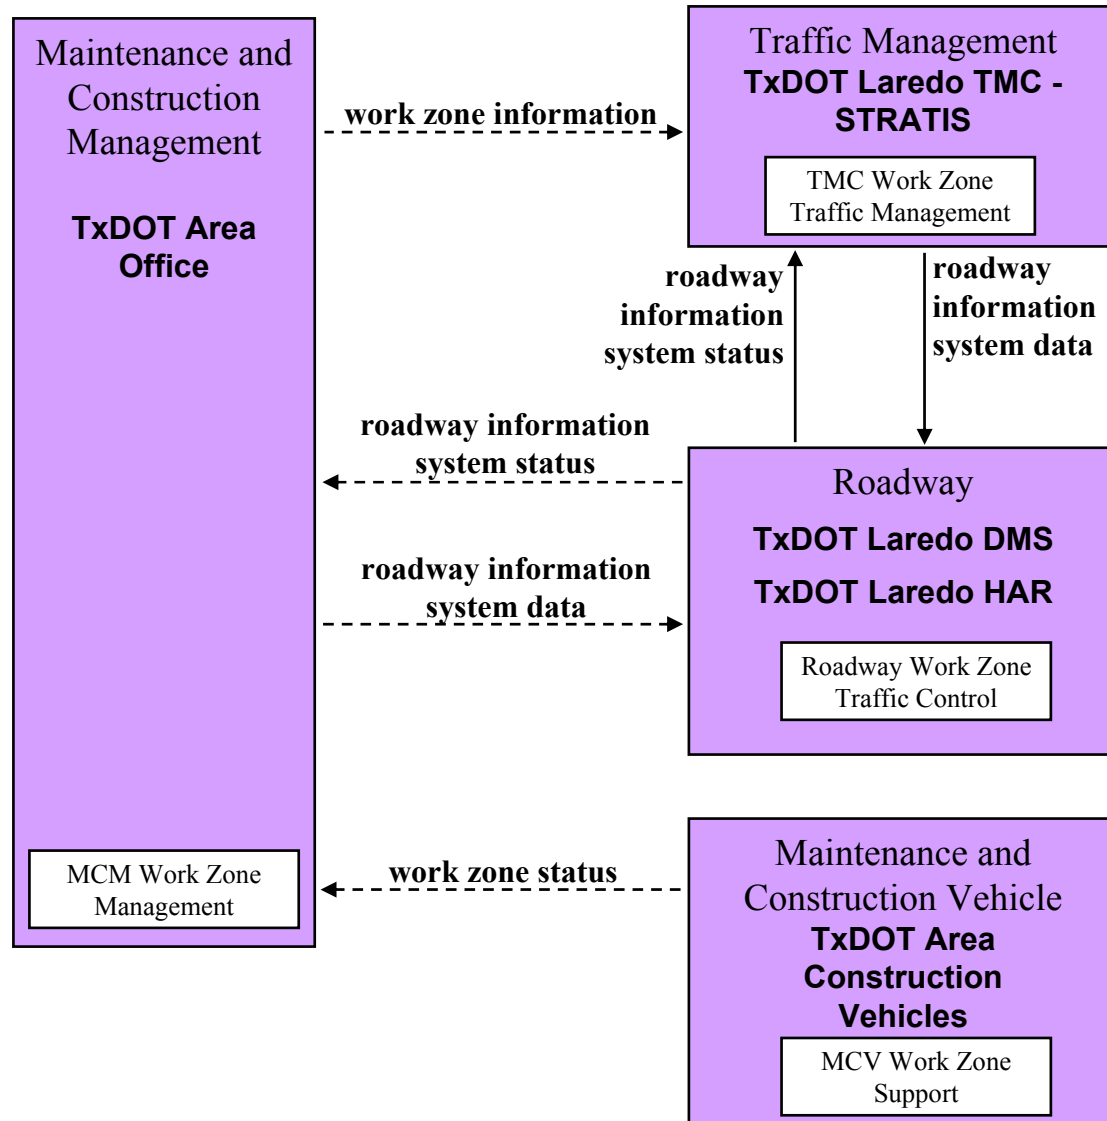 Maintenance and
Construction
Management
TxDOT Area
Office
MCM Work Zone
Management
work zone information
Traffic Management
TxDOT Laredo TMC -
STRATIS
TMC Work Zone
Traffic Management
roadway
information
system status
roadway
information
system data
roadway information
system status
roadway information
system data
Roadway
TxDOT Laredo DMS
TxDOT Laredo HAR
Roadway Work Zone
Traffic Control
work zone status
Maintenance and
Construction Vehicle
TxDOT Area
Construction
Vehicles
MCV Work Zone
Support